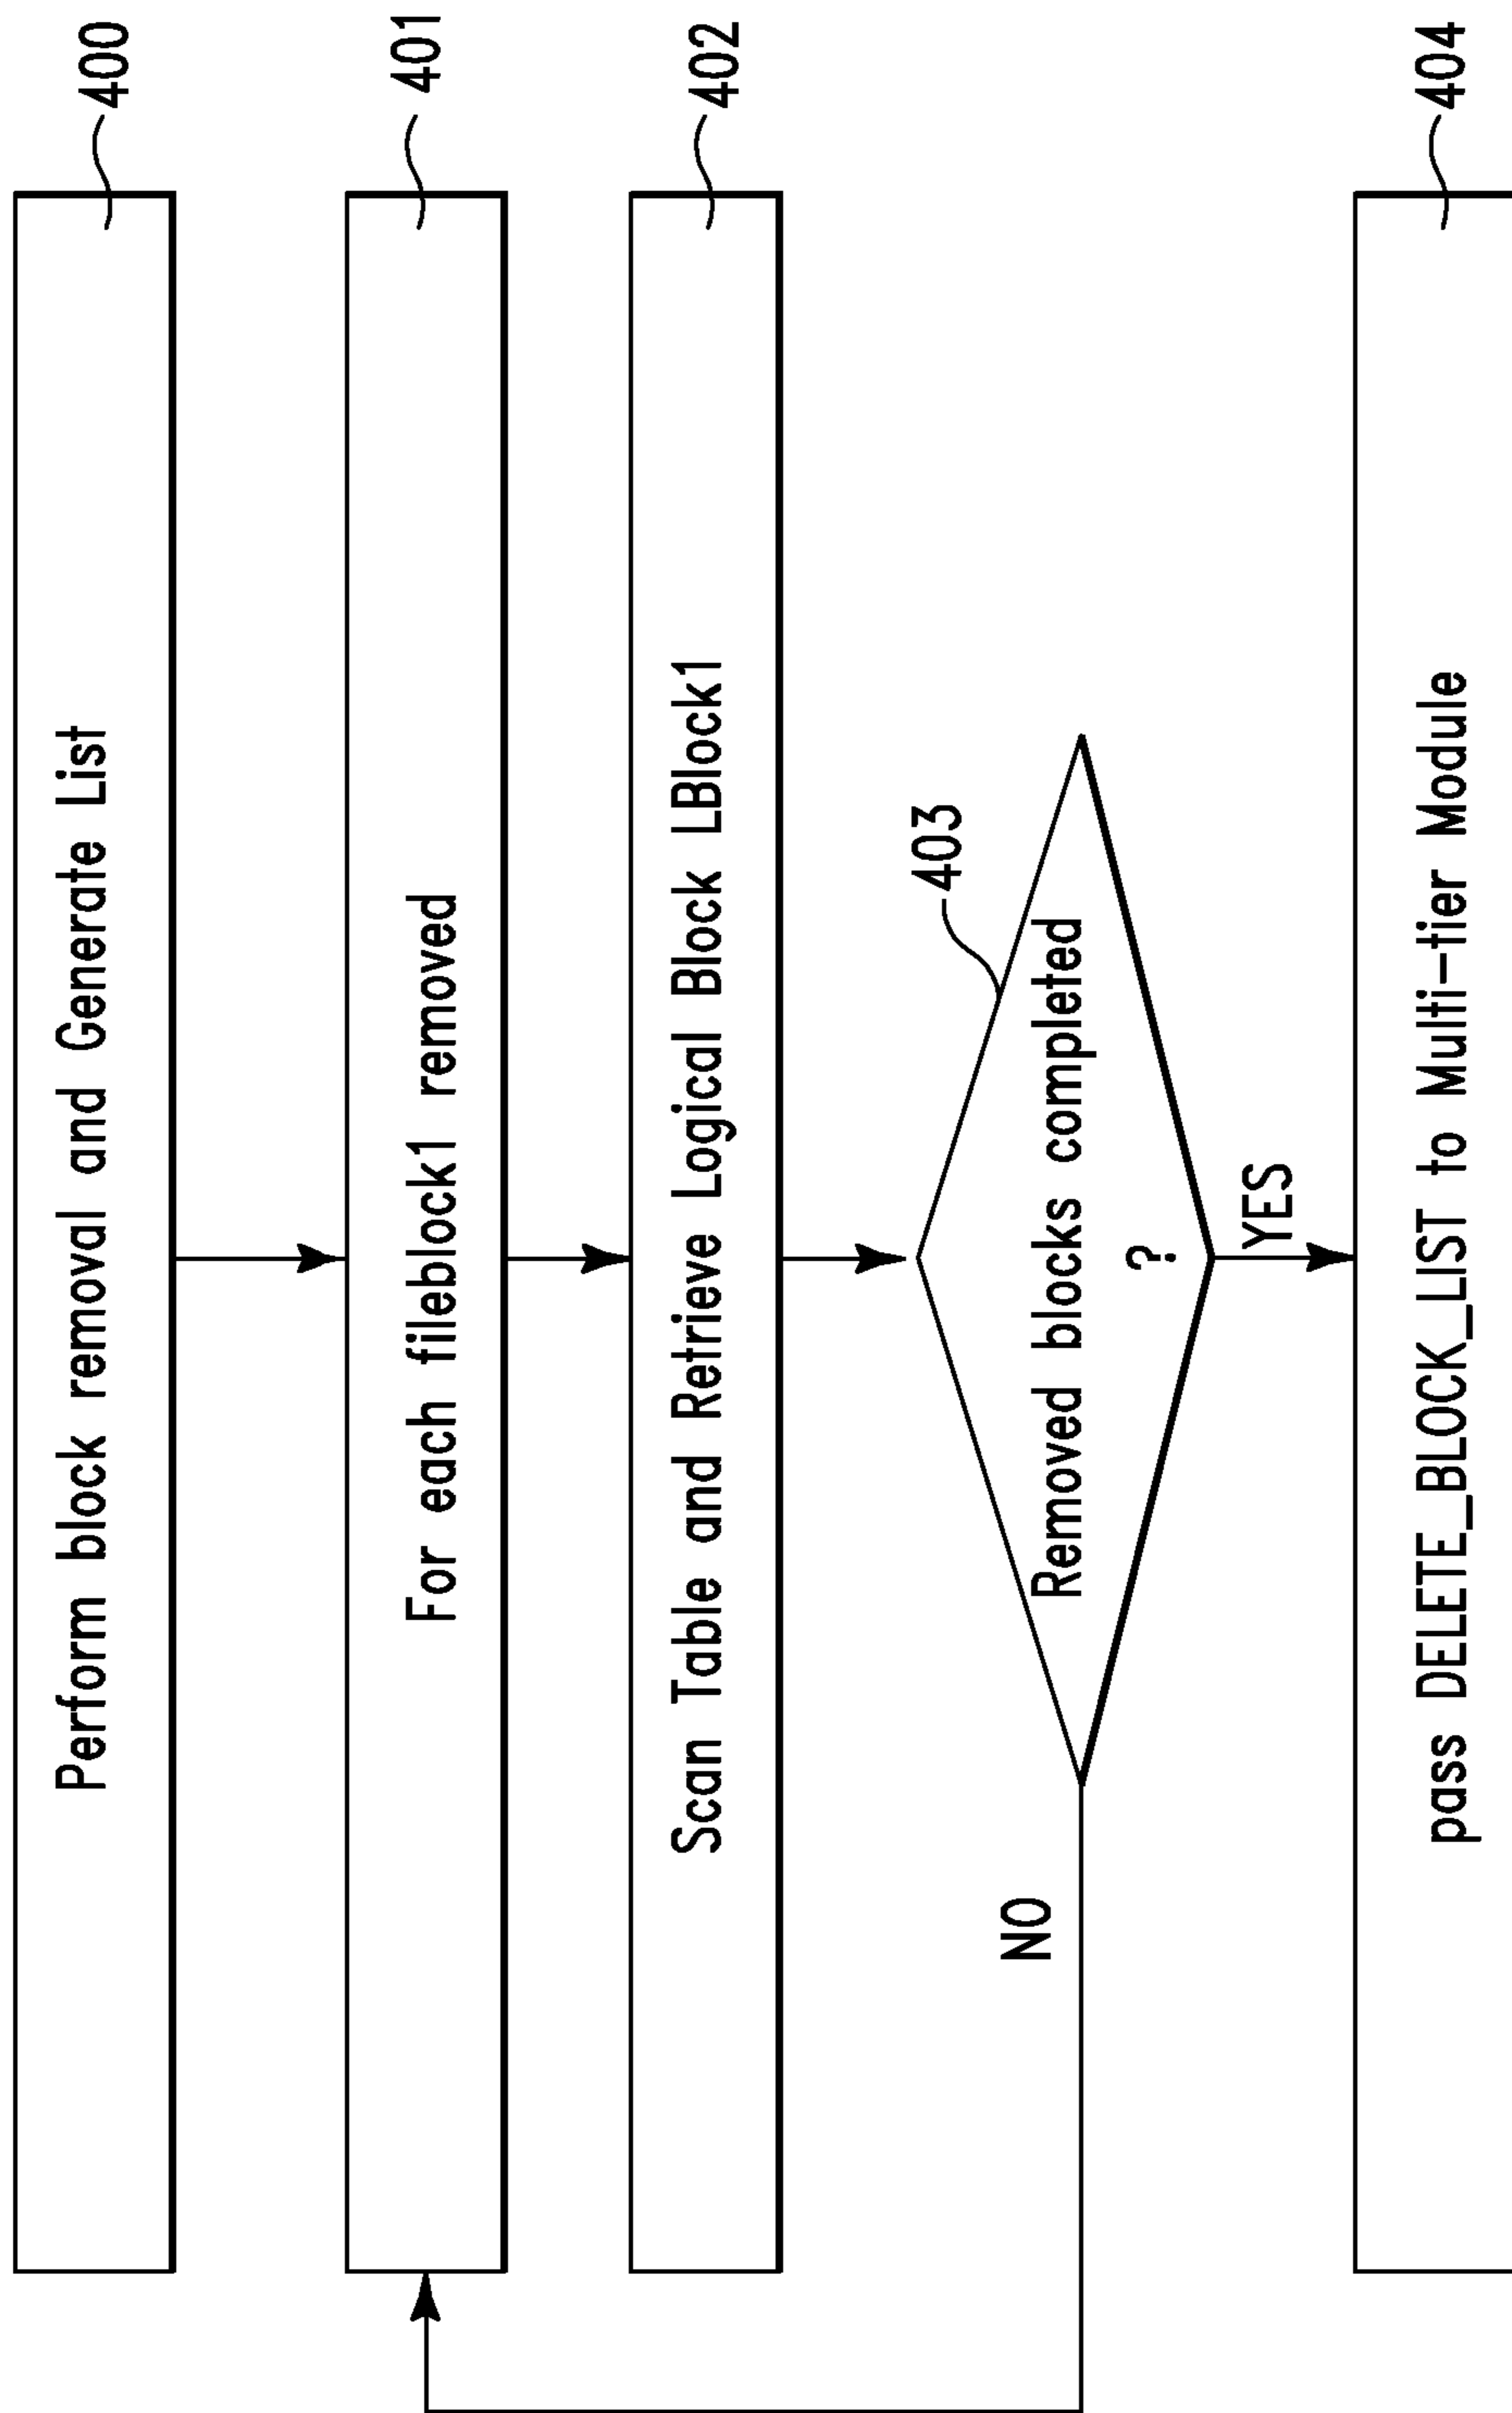 Perform block removal and Generate List
400
For each fileblock1 removed
401
Scan Table and Retrieve Logical Block LBlock1
402
403
Removed blocks completed
?
NO
YES
pass DELETE_BLOCK_LIST to Multi-tier Module
404